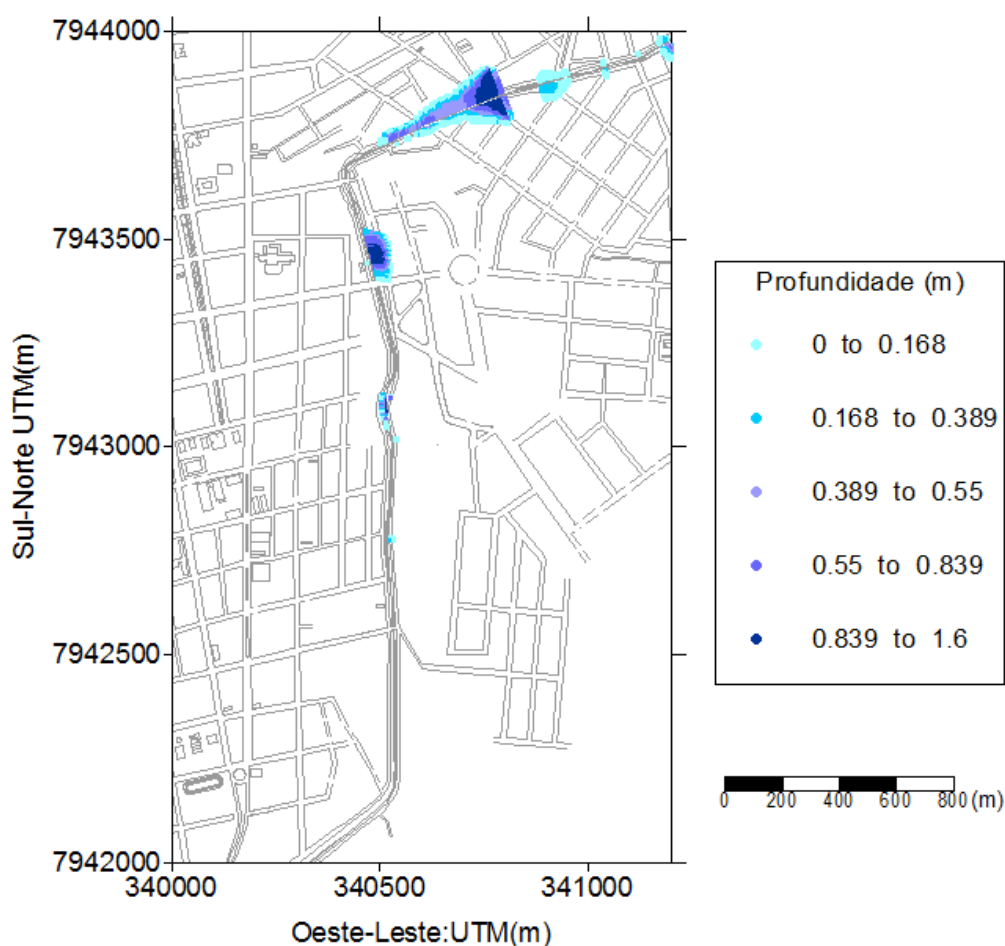 7944000
7943500
7943000
7942500
7942000
Sul-Norte UTM(m)
340000 340500 341000
Oeste-Leste:UTM(m)
Profundidade (m)
0 to 0.168
0.168 to 0.389
0.389 to 0.55
0.55 to 0.839
0.839 to 1.6
0 200 400 600 800 (m)